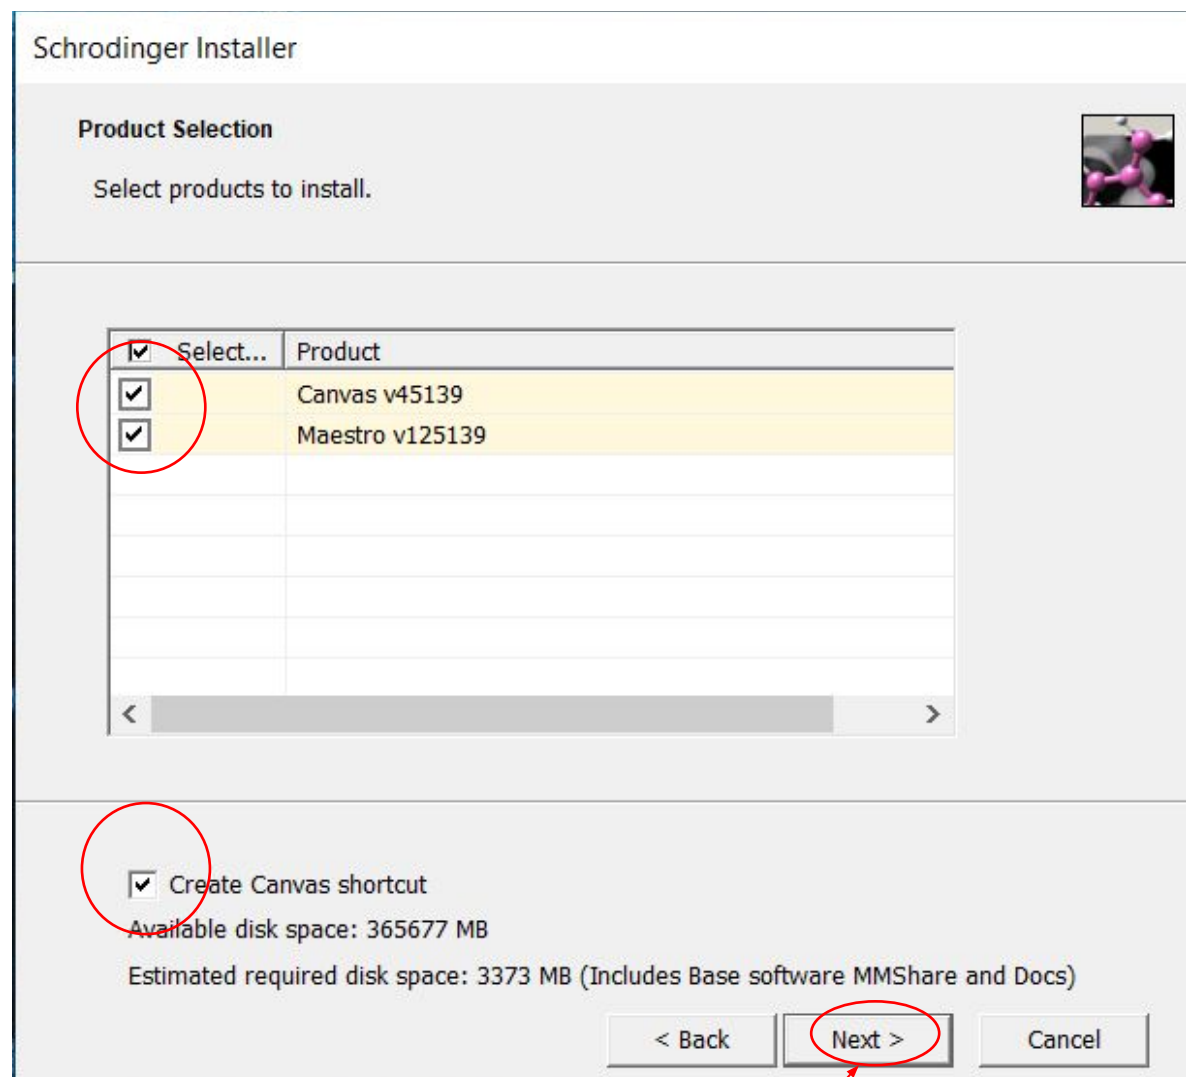 Schrodinger Installer
Product Selection
Select products to install.
Select... Product
Canvas v45139
Maestro v125139
Create Canvas shortcut
Available disk space: 365677 MB
Estimated required disk space: 3373 MB (Includes Base software MMShare and Docs)
< Back Next > Cancel